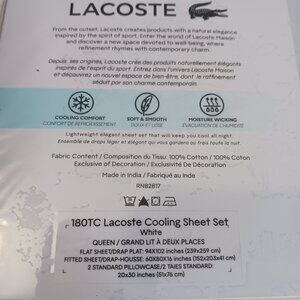 LACOSTE
From the outset, Lacoste creates products with a natural elegance
inspired by the spirit of sport. Enter the world of Lacoste Maison
and discover a new space devoted to well-being, where
refinement rhymes with contemporary charm.
Depuis ses origines, Lacoste crée des produits naturellement élégants
inspirés de l'esprit du sport. Entrez dans l'univers Lacoste Maison
et découvrez un nouvel espace de bien-être, dont le raffinement
séduit par son charme contemporain.
COOLING COMFORT
CONFORT DE REFROIDISSEMENT
SOFT & SMOOTH
DOUX ET LISSE
MOISTURE WICKING
ÉVACUATION DE L'HUMIDITÉ
Lightweight elegant sheet set that will keep you cool all night.
Ensemble de draps léger et élégant qui vous gardera au frais toute la nuit.
Fabric Content / Composition du Tissu: 100% Cotton / 100% Coton
Exclusive of Decoration / Exclusif de Décoration
Made in India / Fabriqué au Inde
RN82817
180TC Lacoste Cooling Sheet Set
White
QUEEN / GRAND LIT À DEUX PLACES
FLAT SHEET/DRAP PLAT: 94X102 inches (239x259 cm)
FITTED SHEET/DRAP-HOUSSE: 60X80X16 inches (152x203x41 cm)
2 STANDARD PILLOWCASE/2 TAIES STANDARD:
20x30 inches (51x76 cm)